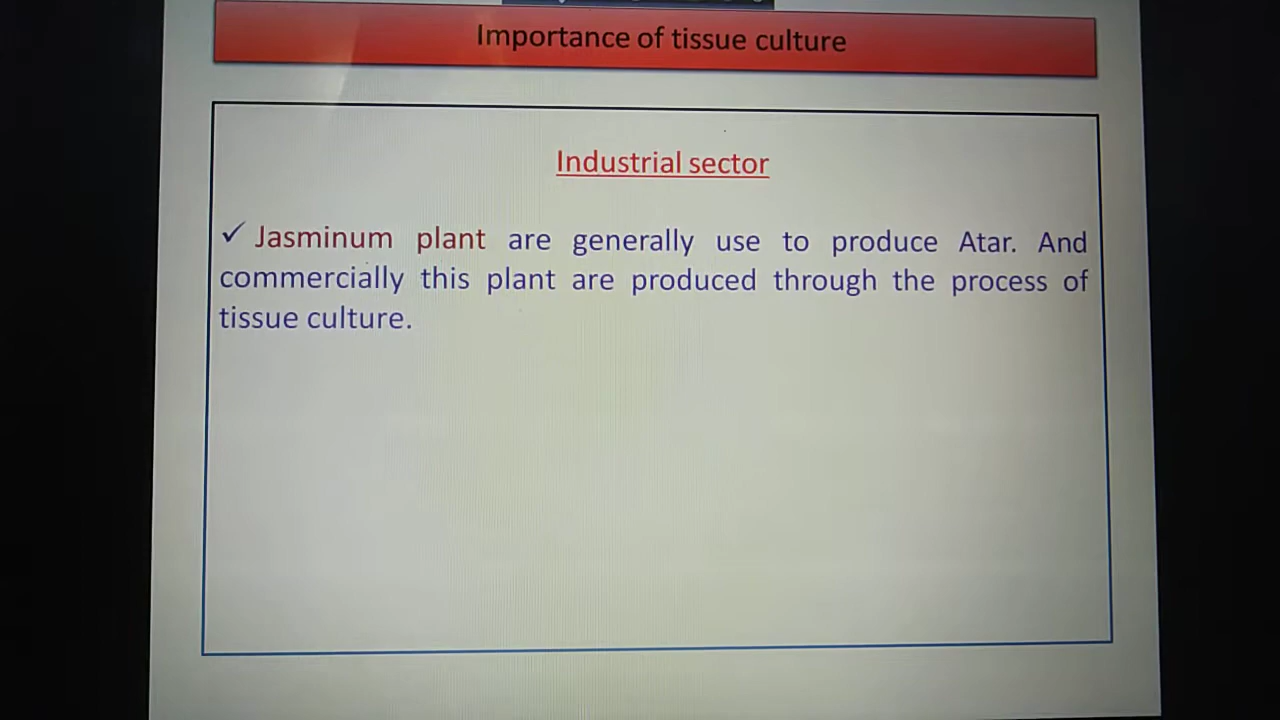 Importance of tissue culture
Industrial sector
✓ Jasminum plant are generally use to produce Atar. And
commercially this plant are produced through the process of
tissue culture.